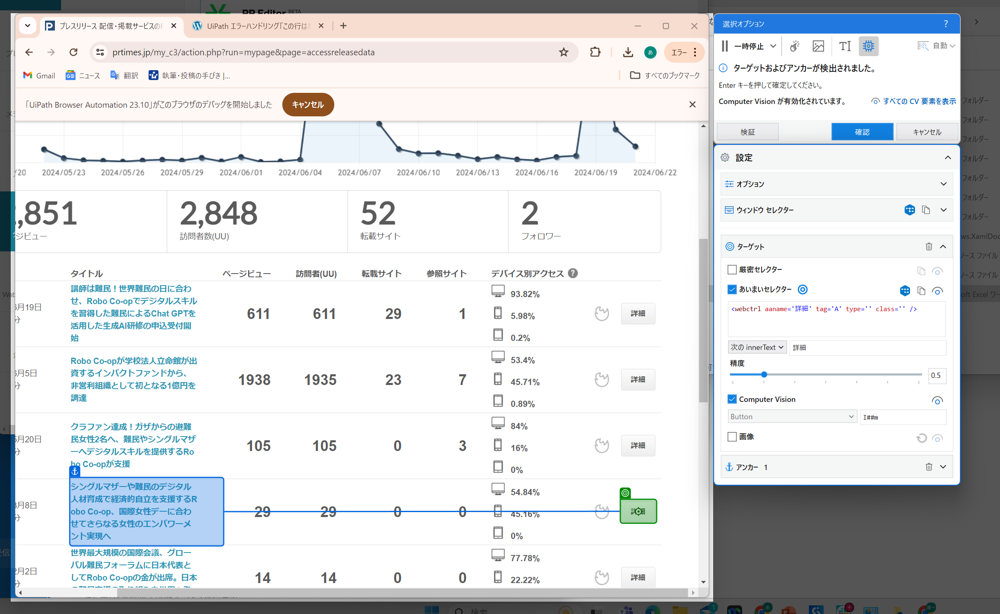 PR Editor BETA
プレスリリース 配信・掲載サービスのP
UiPath エラーハンドリング「この行は
prtimes.jp/my_c3/action.php?run=mypage&page=accessreleasedata
あ
エラー
Gmail
ニュース
翻訳
執筆・投稿の手びき |...
すべてのブックマーク
「UiPath Browser Automation 23.10」がこのブラウザのデバッグを開始しました
キャンセル
/20 2024/05/23 2024/05/26 2024/05/29 2024/06/01 2024/06/04 2024/06/07 2024/06/10 2024/06/13 2024/06/16 2024/06/19 2024/06/22
,851
ジビュー
2,848
訪問者数(UU)
52
転載サイト
2
フォロワー
タイトル ページビュー 訪問者(UU) 転載サイト 参照サイト デバイス別アクセス ?
6月19日
分
講師は難民！世界難民の日に合わ
せ、Robo Co-opでデジタルスキル
を習得した難民によるChat GPTを
活用した生成AI研修の申込受付開
始
611 611 29 1
93.82%
5.98%
0.2%
詳細
6月5日
分
Robo Co-opが学校法人立命館が出
資するインパクトファンドから、
非営利組織として初となる1億円を
調達
1938 1935 23 7
53.4%
45.71%
0.89%
詳細
5月20日
分
クラファン達成！ガザからの避難
民女性2名へ、難民やシングルマザ
ーへデジタルスキルを提供するRo
bo Co-opが支援
105 105 0 3
84%
16%
0%
詳細
3月8日
分
シングルマザーや難民のデジタル
人材育成で経済的自立を支援するR
obo Co-op、国際女性デーに合わ
せてさらなる女性のエンパワーメ
ント実現へ
29 29 0 0
54.84%
45.16%
0%
詳細
2月2日
分
世界最大規模の国際会議、グロー
バル難民フォーラムに日本代表と
してRobo Co-opの金が出席。日本
14 14 0 0
77.78%
22.22%
詳細
選択オプション ?
一時停止
自動
ターゲットおよびアンカーが検出されました。
Enter キーを押して確定してください。
Computer Vision が有効化されています。
すべての CV 要素を表示
検証
確認
キャンセル
設定
オプション
ウィンドウ セレクター
ターゲット
厳密セレクター
あいまいセレクター
<webctrl aaname='詳細' tag='A' type='' class='' />
次の innerText
詳細
精度
0.5
Computer Vision
Button
I##m
画像
アンカー 1
フォルダー
フォルダー
フォルダー
フォルダー
フォルダー
フォルダー
フォルダー
ws.XamlDoc
ソース ファイル
ソース ファイル
oft Excel ワー
Web
受信
検索
1